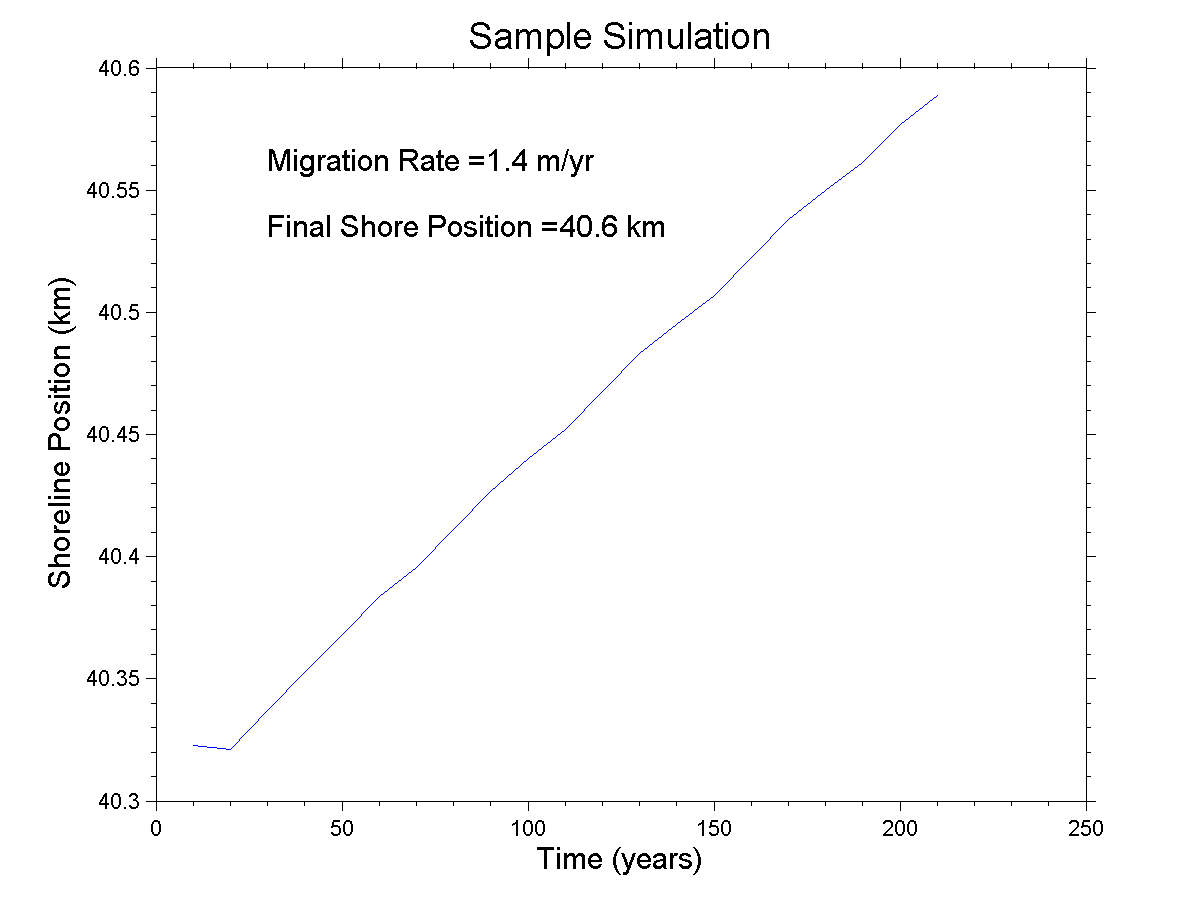 Sample Simulation
40.6
Migration Rate =1.4 m/yr
40.55
Final Shore Position =40.6 km
40.5
Shoreline Position (km)
40.45
40.4
40.35
40.3
0 50 100 150 200 250
Time (years)